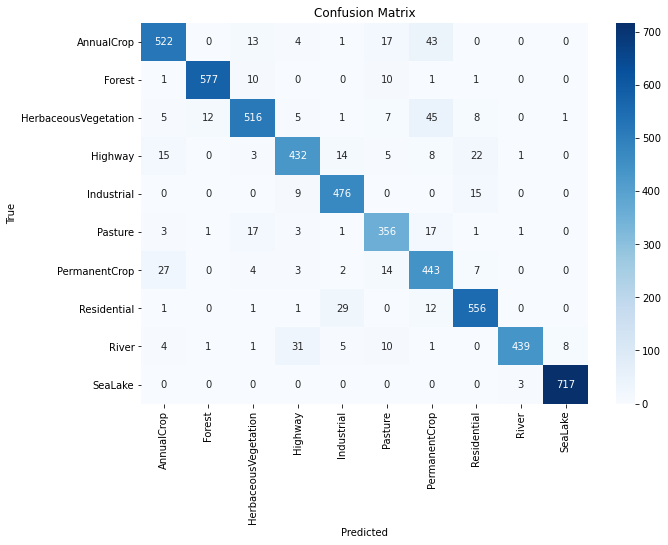 Confusion Matrix
AnnualCrop 522 0 13 4 1 17 43 0 0 0
Forest 1 577 10 0 0 10 1 1 0 0
HerbaceousVegetation 5 12 516 5 1 7 45 8 0 1
Highway 15 0 3 432 14 5 8 22 1 0
Industrial 0 0 0 9 476 0 0 15 0 0
Pasture 3 1 17 3 1 356 17 1 1 0
PermanentCrop 27 0 4 3 2 14 443 7 0 0
Residential 1 0 1 1 29 0 12 556 0 0
River 4 1 1 31 5 10 1 0 439 8
SeaLake 0 0 0 0 0 0 0 0 3 717
True
AnnualCrop
Forest
HerbaceousVegetation
Highway
Industrial
Pasture
PermanentCrop
Residential
River
SeaLake
Predicted
700
600
500
400
300
200
100
0